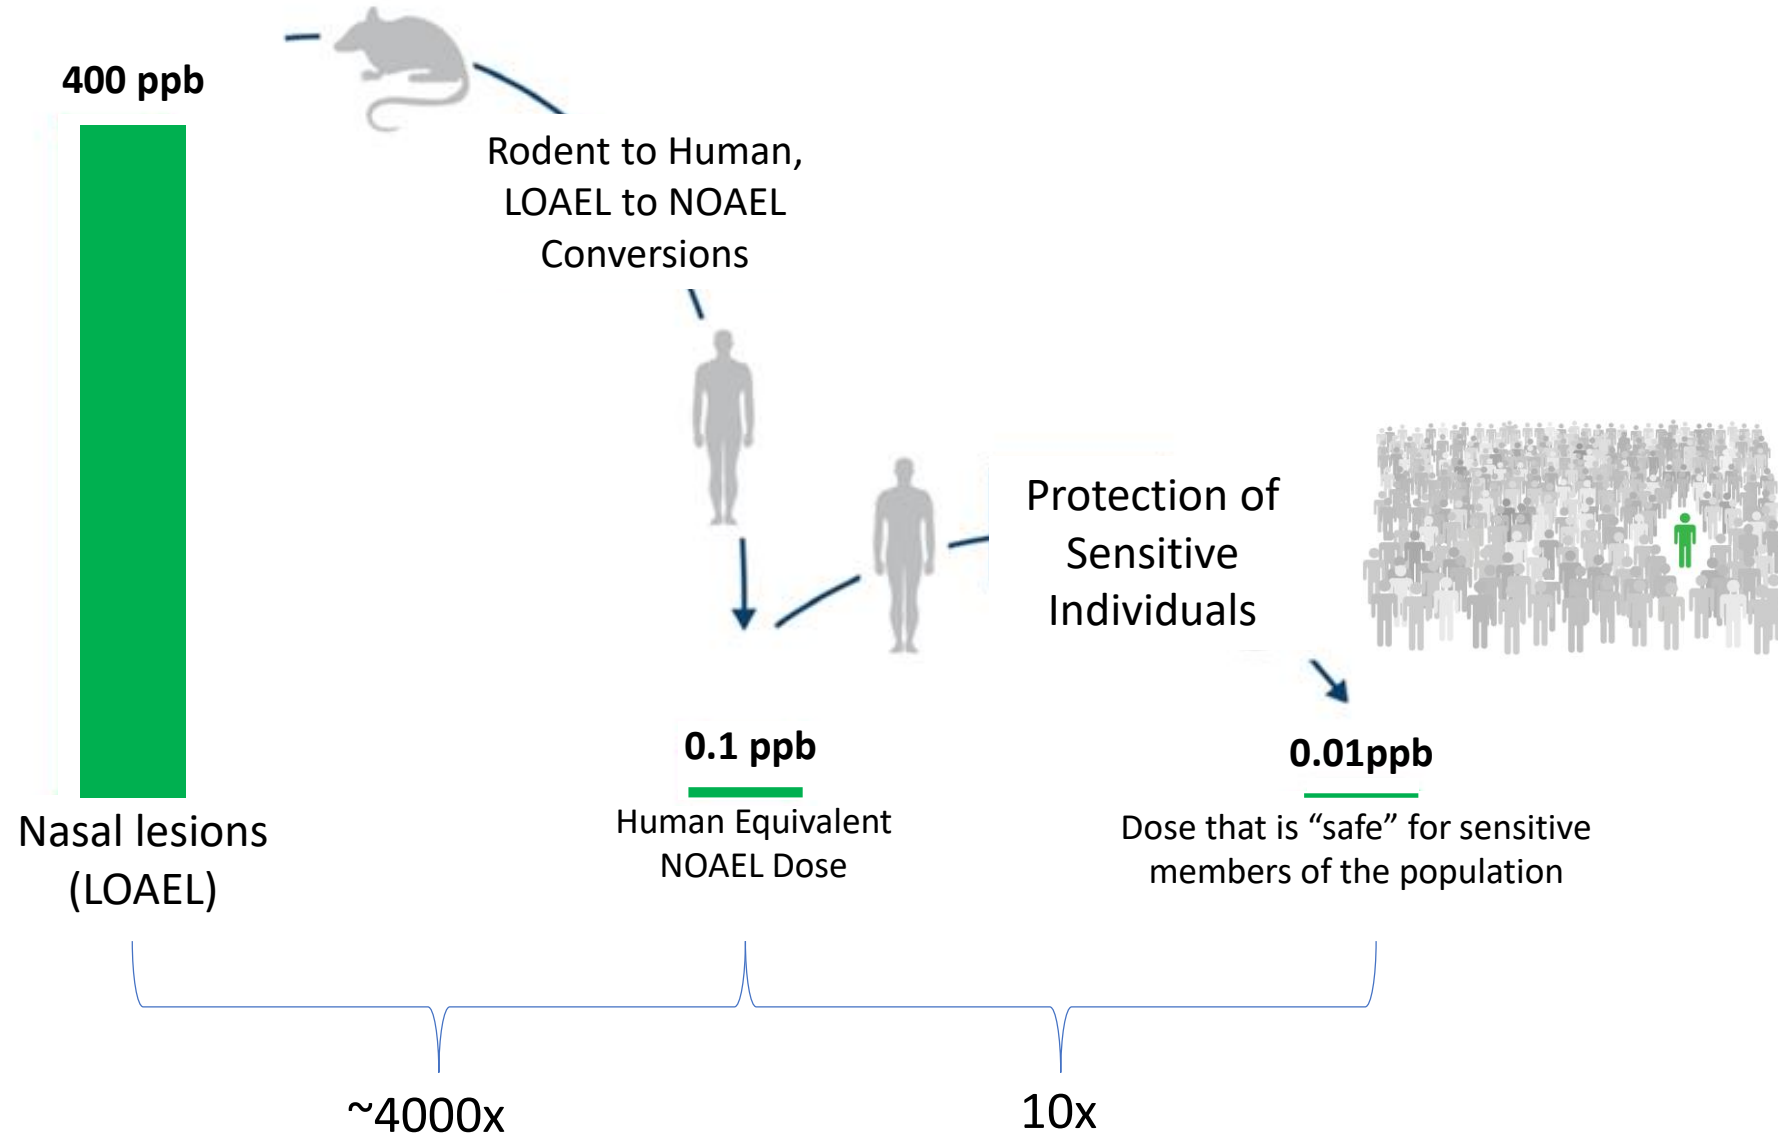 400 ppb
Rodent to Human,
LOAEL to NOAEL
Conversions
Protection of
Sensitive
Individuals
0.1 ppb
0.01ppb
Nasal lesions
(LOAEL)
Human Equivalent
NOAEL Dose
Dose that is “safe” for sensitive
members of the population
~4000x
10x